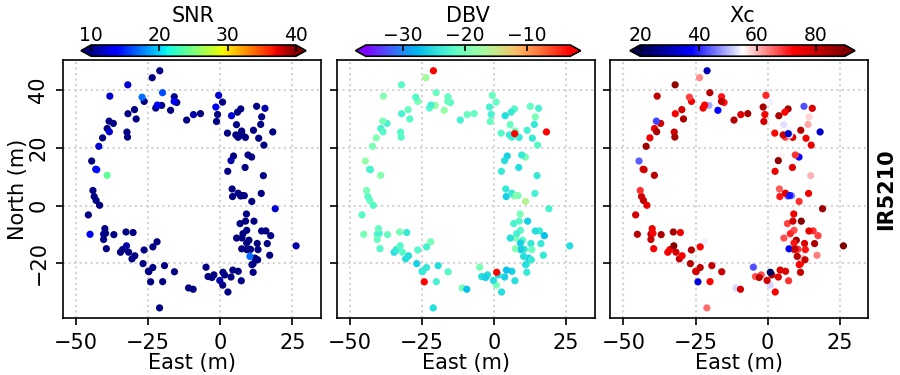 SNR DBV Xc
10 20 30 40 −30 −20 −10 20 40 60 80
40
20
0
−20
North (m)
−50 −25 0 25 −50 −25 0 25 −50 −25 0 25
East (m) East (m) East (m)
IR5210